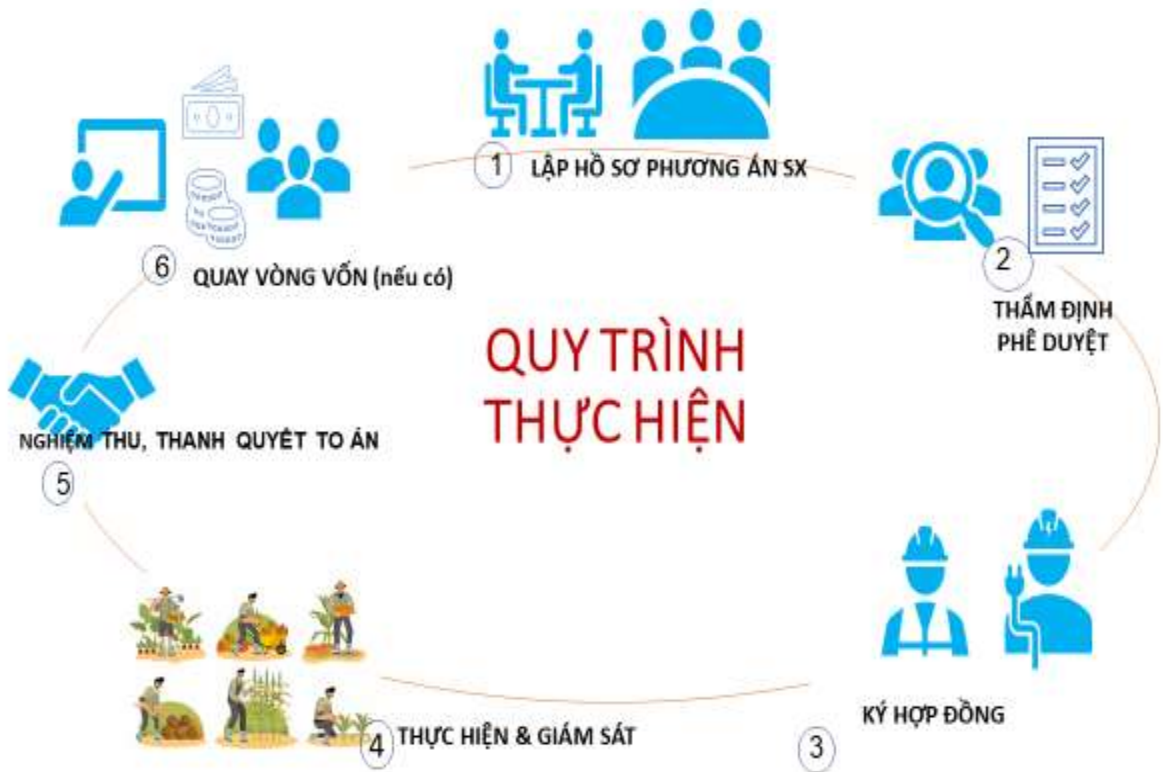 1 LẬP HỒ SƠ PHƯƠNG ÁN SX
2
THẨM ĐỊNH
PHÊ DUYỆT
6
QUAY VÒNG VỐN (nếu có)
QUY TRÌNH
THỰC HIỆN
NGHIỆM THU, THANH QUYẾT TO ÁN
5
KÝ HỢP ĐỒNG
3
4 THỰC HIỆN & GIÁM SÁT